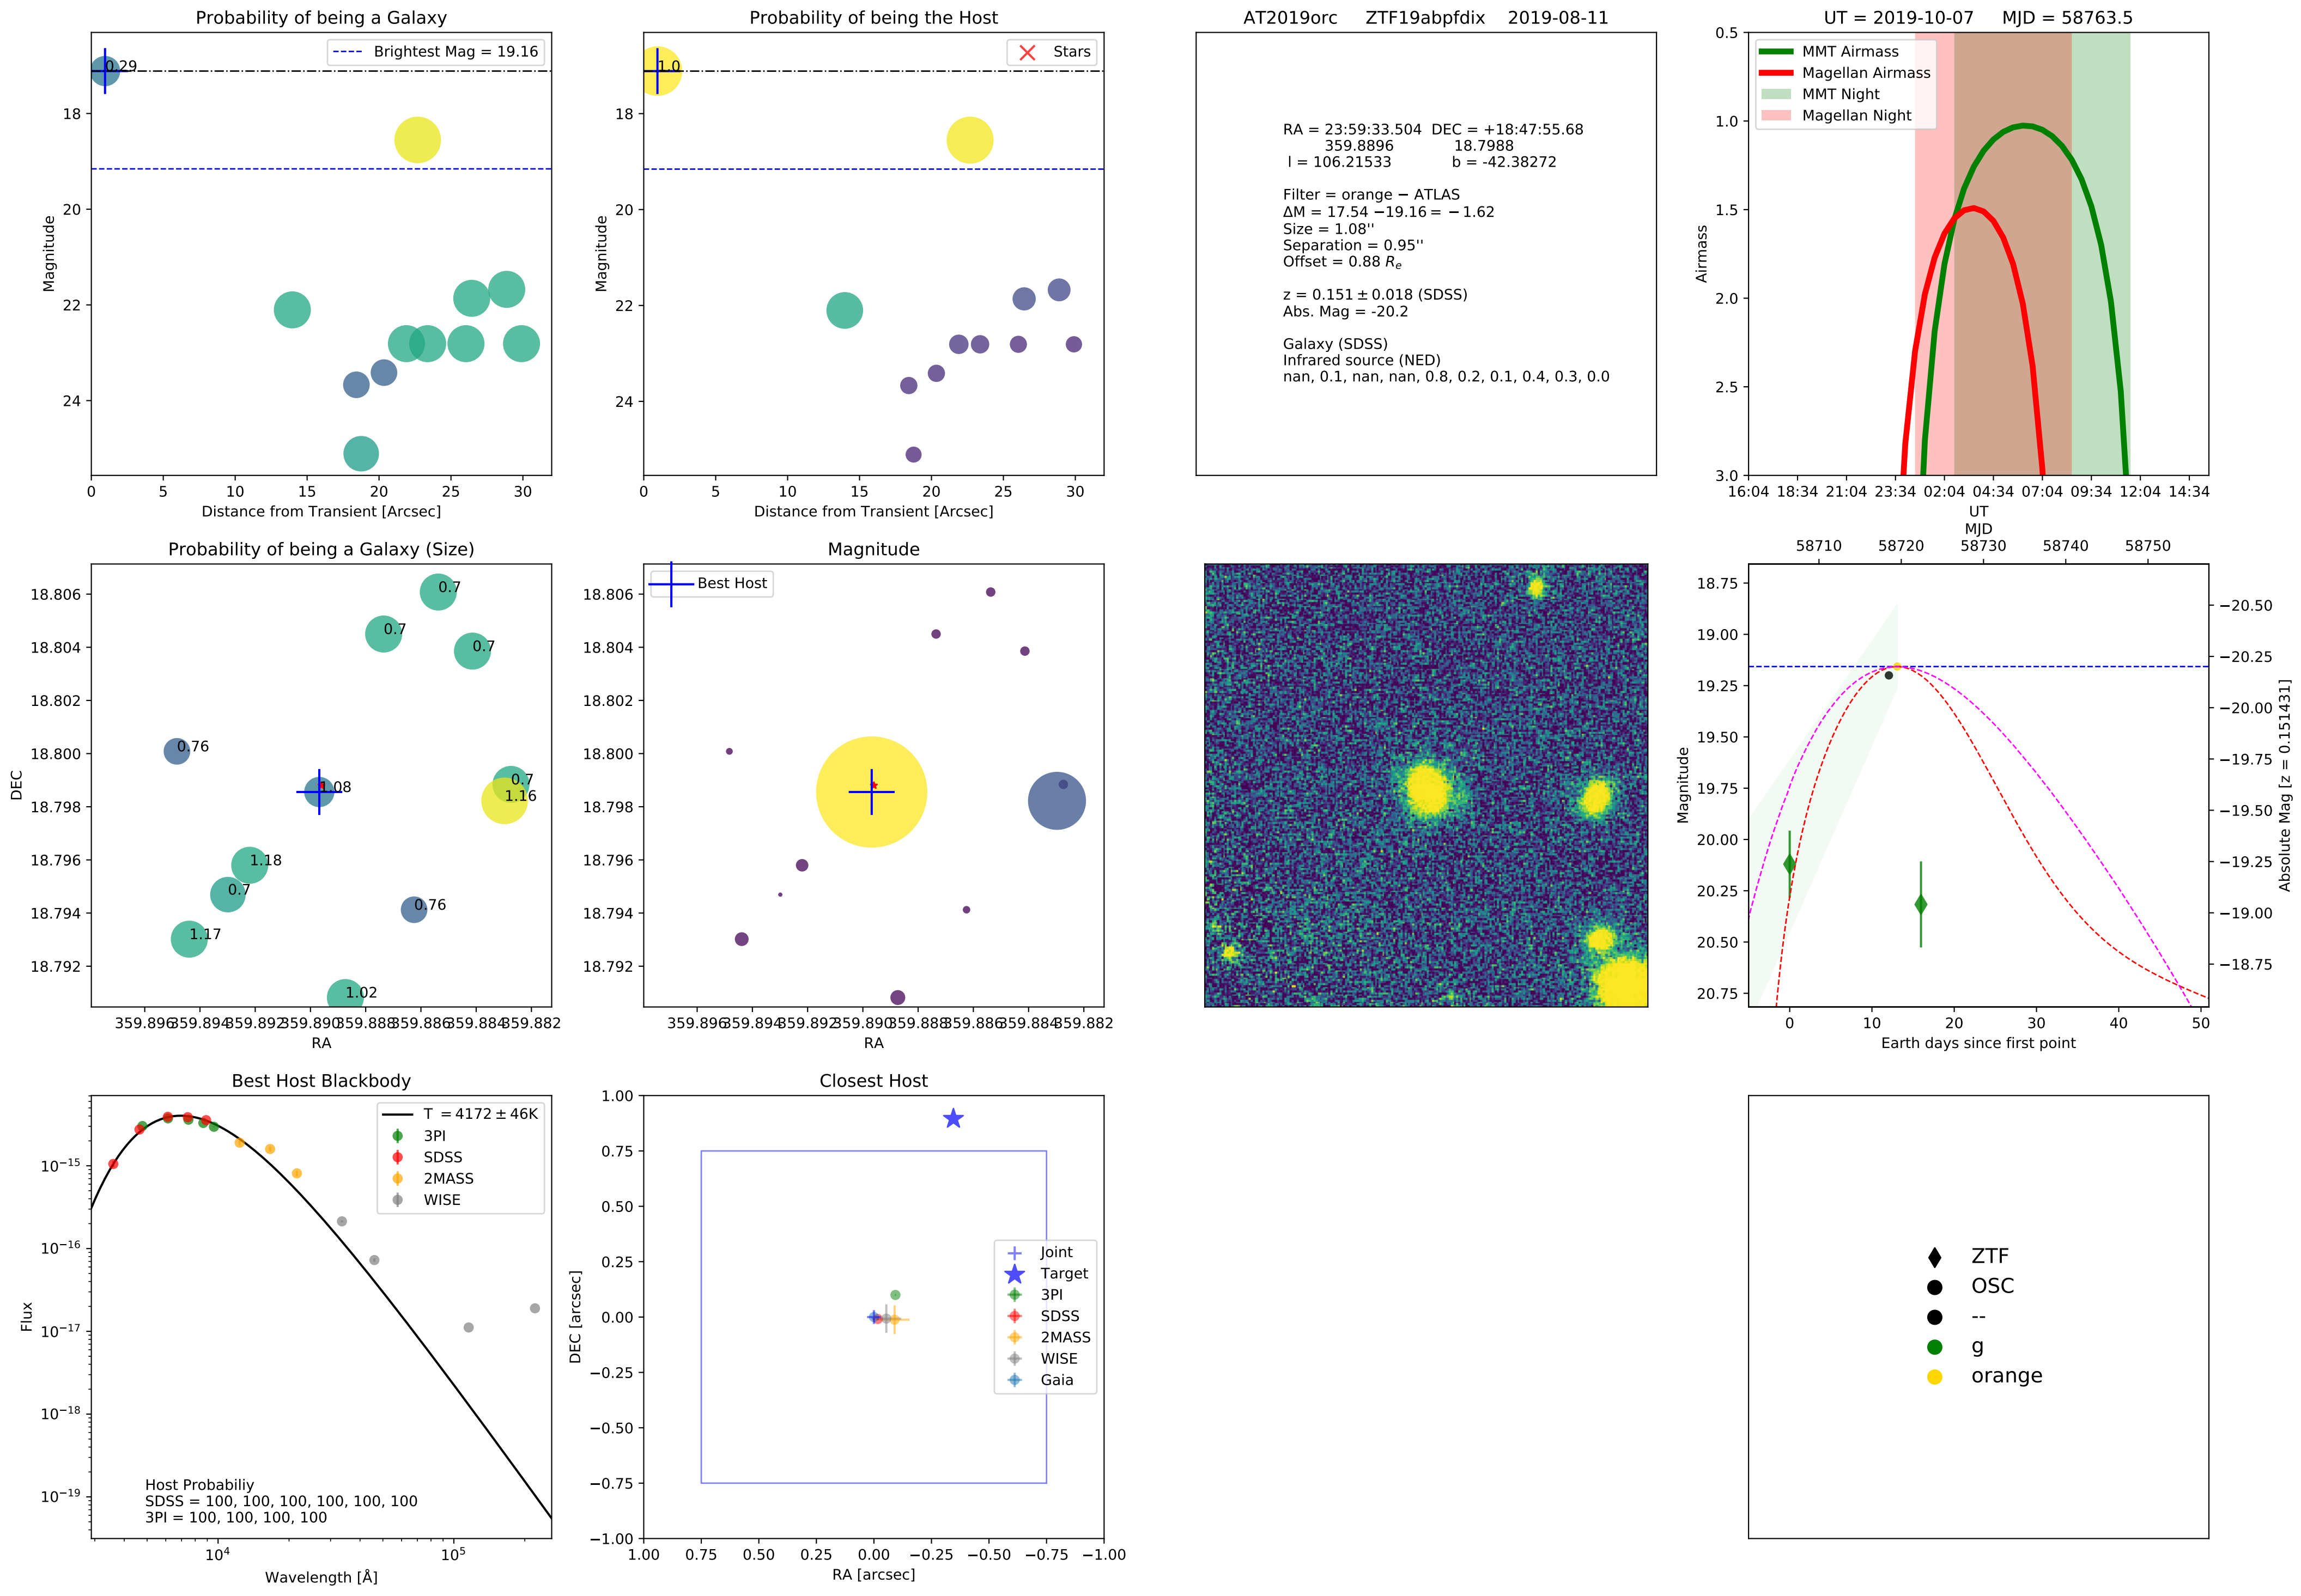 Probability of being a Galaxy
0.29
Brightest Mag = 19.16
18
20
22
24
Magnitude
0 5 10 15 20 25 30
Distance from Transient [Arcsec]
Probability of being the Host
1.0
Stars
18
20
22
24
Magnitude
0 5 10 15 20 25 30
Distance from Transient [Arcsec]
AT2019orc ZTF19abpfdix 2019-08-11
RA = 23:59:33.504 DEC = +18:47:55.68
359.8896 18.7988
l = 106.21533 b = -42.38272
Filter = orange − ATLAS
ΔM = 17.54 −19.16 = −1.62
Size = 1.08''
Separation = 0.95''
Offset = 0.88 Re
z = 0.151 ± 0.018 (SDSS)
Abs. Mag = -20.2
Galaxy (SDSS)
Infrared source (NED)
nan, 0.1, nan, nan, 0.8, 0.2, 0.1, 0.4, 0.3, 0.0
UT = 2019-10-07 MJD = 58763.5
MMT Airmass
Magellan Airmass
MMT Night
Magellan Night
0.5
1.0
1.5
2.0
2.5
3.0
Airmass
16:04 18:34 21:04 23:34 02:04 04:34 07:04 09:34 12:04 14:34
UT
Probability of being a Galaxy (Size)
0.7
0.7
0.7
0.76
1.08
0.7
1.16
1.18
0.7
0.76
1.17
1.02
18.806
18.804
18.802
18.800
18.798
18.796
18.794
18.792
DEC
359.896 359.894 359.892 359.890 359.888 359.886 359.884 359.882
RA
Magnitude
Best Host
18.806
18.804
18.802
18.800
18.798
18.796
18.794
18.792
359.896 359.894 359.892 359.890 359.888 359.886 359.884 359.882
RA
MJD
58710 58720 58730 58740 58750
18.75
19.00
19.25
19.50
19.75
20.00
20.25
20.50
20.75
Magnitude
−20.50
−20.25
−20.00
−19.75
−19.50
−19.25
−19.00
−18.75
Absolute Mag [z = 0.151431]
0 10 20 30 40 50
Earth days since first point
Best Host Blackbody
T = 4172 ± 46K
3PI
SDSS
2MASS
WISE
10−15
10−16
10−17
10−18
10−19
Flux
Host Probabiliy
SDSS = 100, 100, 100, 100, 100, 100
3PI = 100, 100, 100, 100
104 105
Wavelength [Å]
Closest Host
Joint
Target
3PI
SDSS
2MASS
WISE
Gaia
1.00
0.75
0.50
0.25
0.00
−0.25
−0.50
−0.75
−1.00
DEC [arcsec]
1.00 0.75 0.50 0.25 0.00 −0.25 −0.50 −0.75 −1.00
RA [arcsec]
ZTF
OSC
--
g
orange